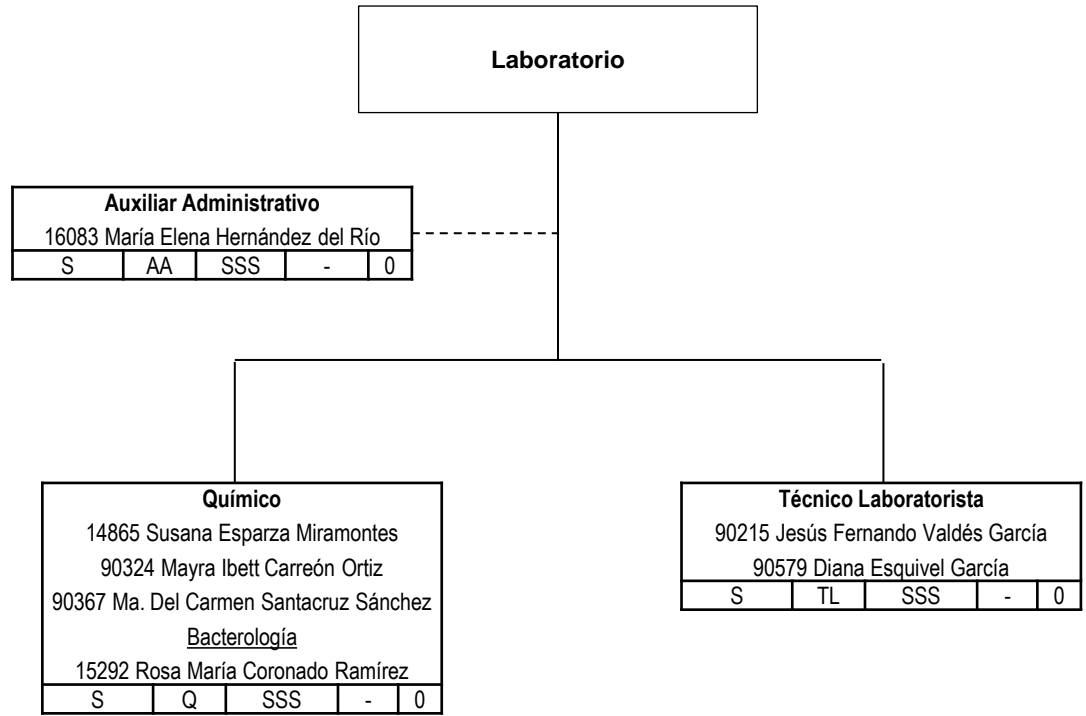 Laboratorio
Auxiliar Administrativo
16083 María Elena Hernández del Río
S AA SSS - 0
Químico
14865 Susana Esparza Miramontes
90324 Mayra Ibett Carreón Ortiz
90367 Ma. Del Carmen Santacruz Sánchez
Bacterología
15292 Rosa María Coronado Ramírez
S Q SSS - 0
Técnico Laboratorista
90215 Jesús Fernando Valdés García
90579 Diana Esquivel García
S TL SSS - 0